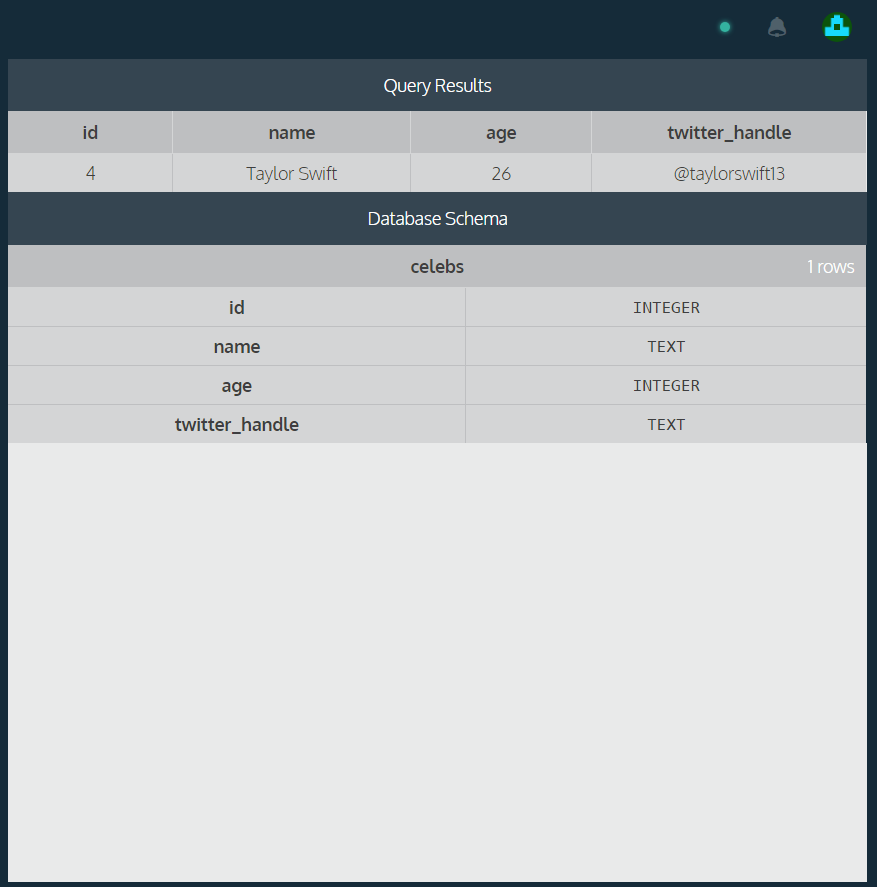 Query Results
id name age twitter_handle
4 Taylor Swift 26 @taylorswift13
Database Schema
celebs 1 rows
id INTEGER
name TEXT
age INTEGER
twitter_handle TEXT